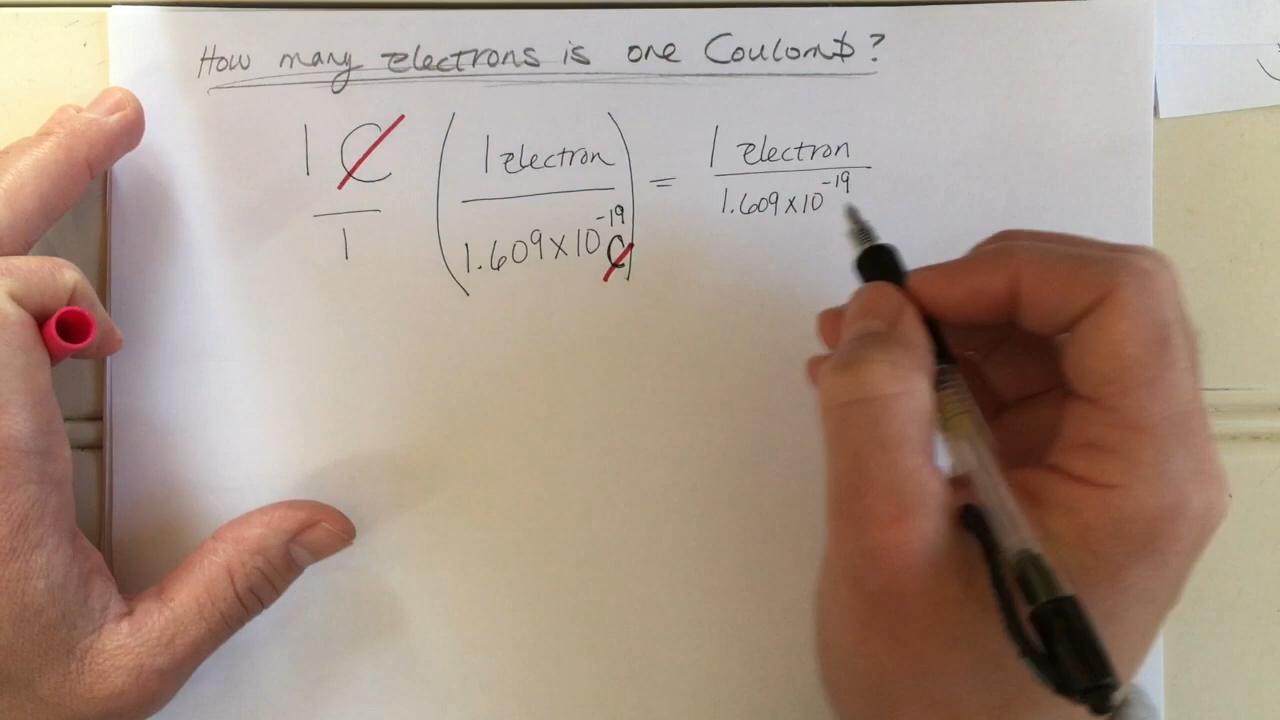 How many electrons is one Coulomb?
1 C ( 1 electron ) = 1 electron
1 1.609 x 10^-19 C 1.609 x 10^-19